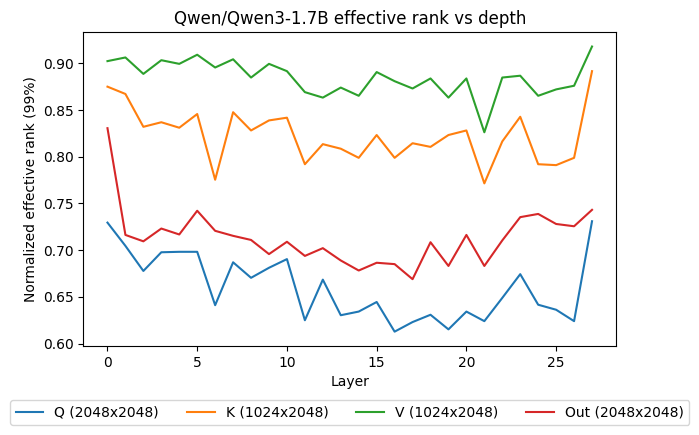 Qwen/Qwen3-1.7B effective rank vs depth
Normalized effective rank (99%)
0.90
0.85
0.80
0.75
0.70
0.65
0.60
0 5 10 15 20 25
Layer
Q (2048x2048) K (1024x2048) V (1024x2048) Out (2048x2048)